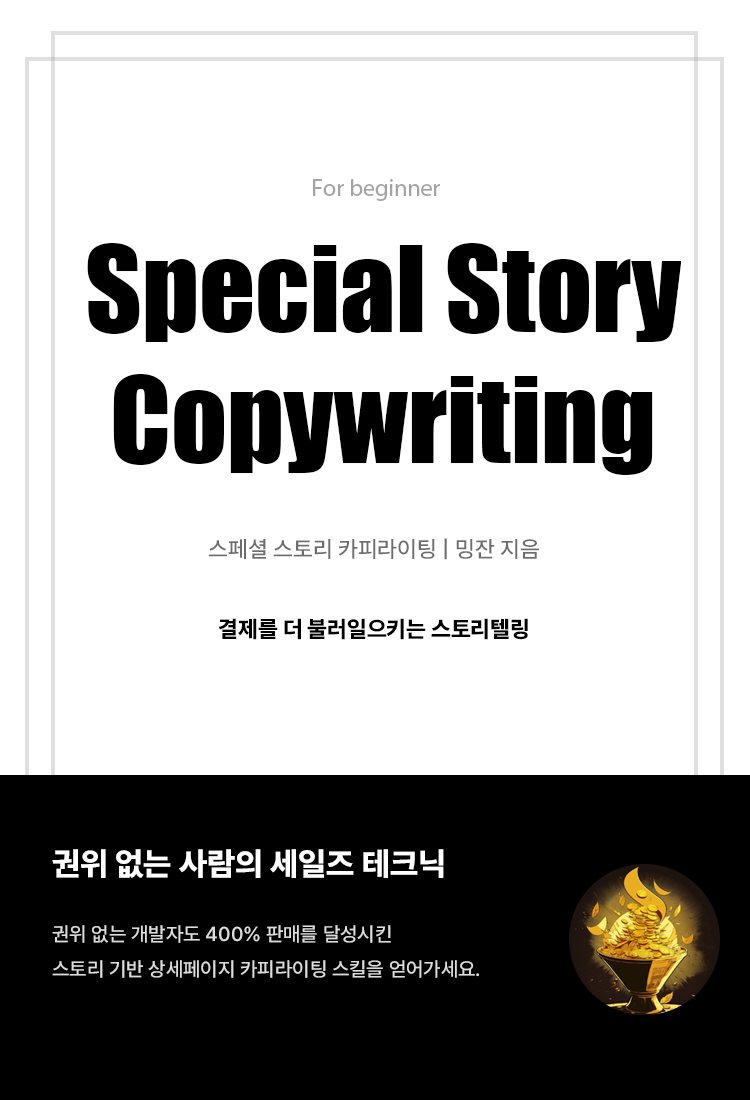 For beginner
Special Story
Copywriting
스페셜 스토리 카피라이팅 | 밍잔 지음
결제를 더 불러일으키는 스토리텔링
권위 없는 사람의 세일즈 테크닉
권위 없는 개발자도 400% 판매를 달성시킨
스토리 기반 상세페이지 카피라이팅 스킬을 얻어가세요.